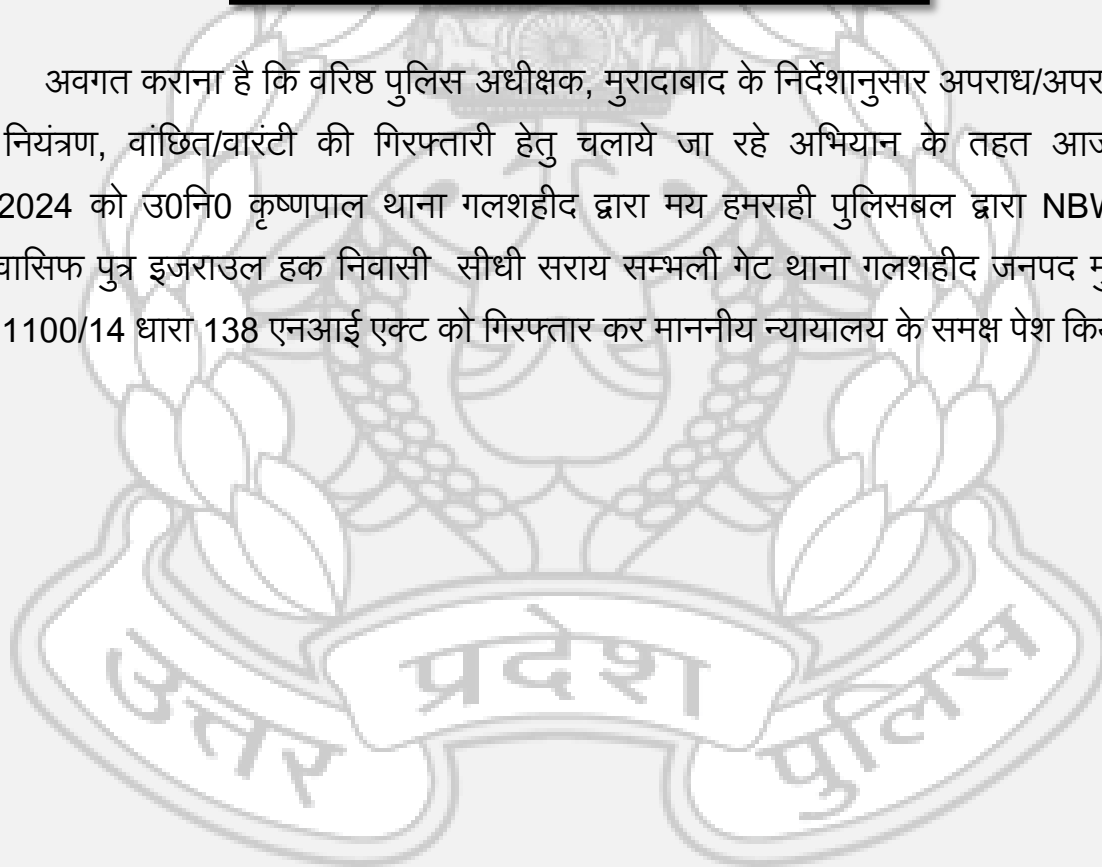 अवगत कराना है कि वरिष्ठ पुलिस अधीक्षक, मुरादाबाद के निर्देशानुसार अपराध/अपर
नियंत्रण, वांछित/वारंटी की गिरफ्तारी हेतु चलाये जा रहे अभियान के तहत आज
2024 को उ0नि0 कृष्णपाल थाना गलशहीद द्वारा मय हमराही पुलिसबल द्वारा NBW
वासिफ पुत्र इजराउल हक निवासी सीधी सराय सम्भली गेट थाना गलशहीद जनपद मु
1100/14 धारा 138 एनआई एक्ट को गिरफ्तार कर माननीय न्यायालय के समक्ष पेश
उत्तर प्रदेश पुलिस